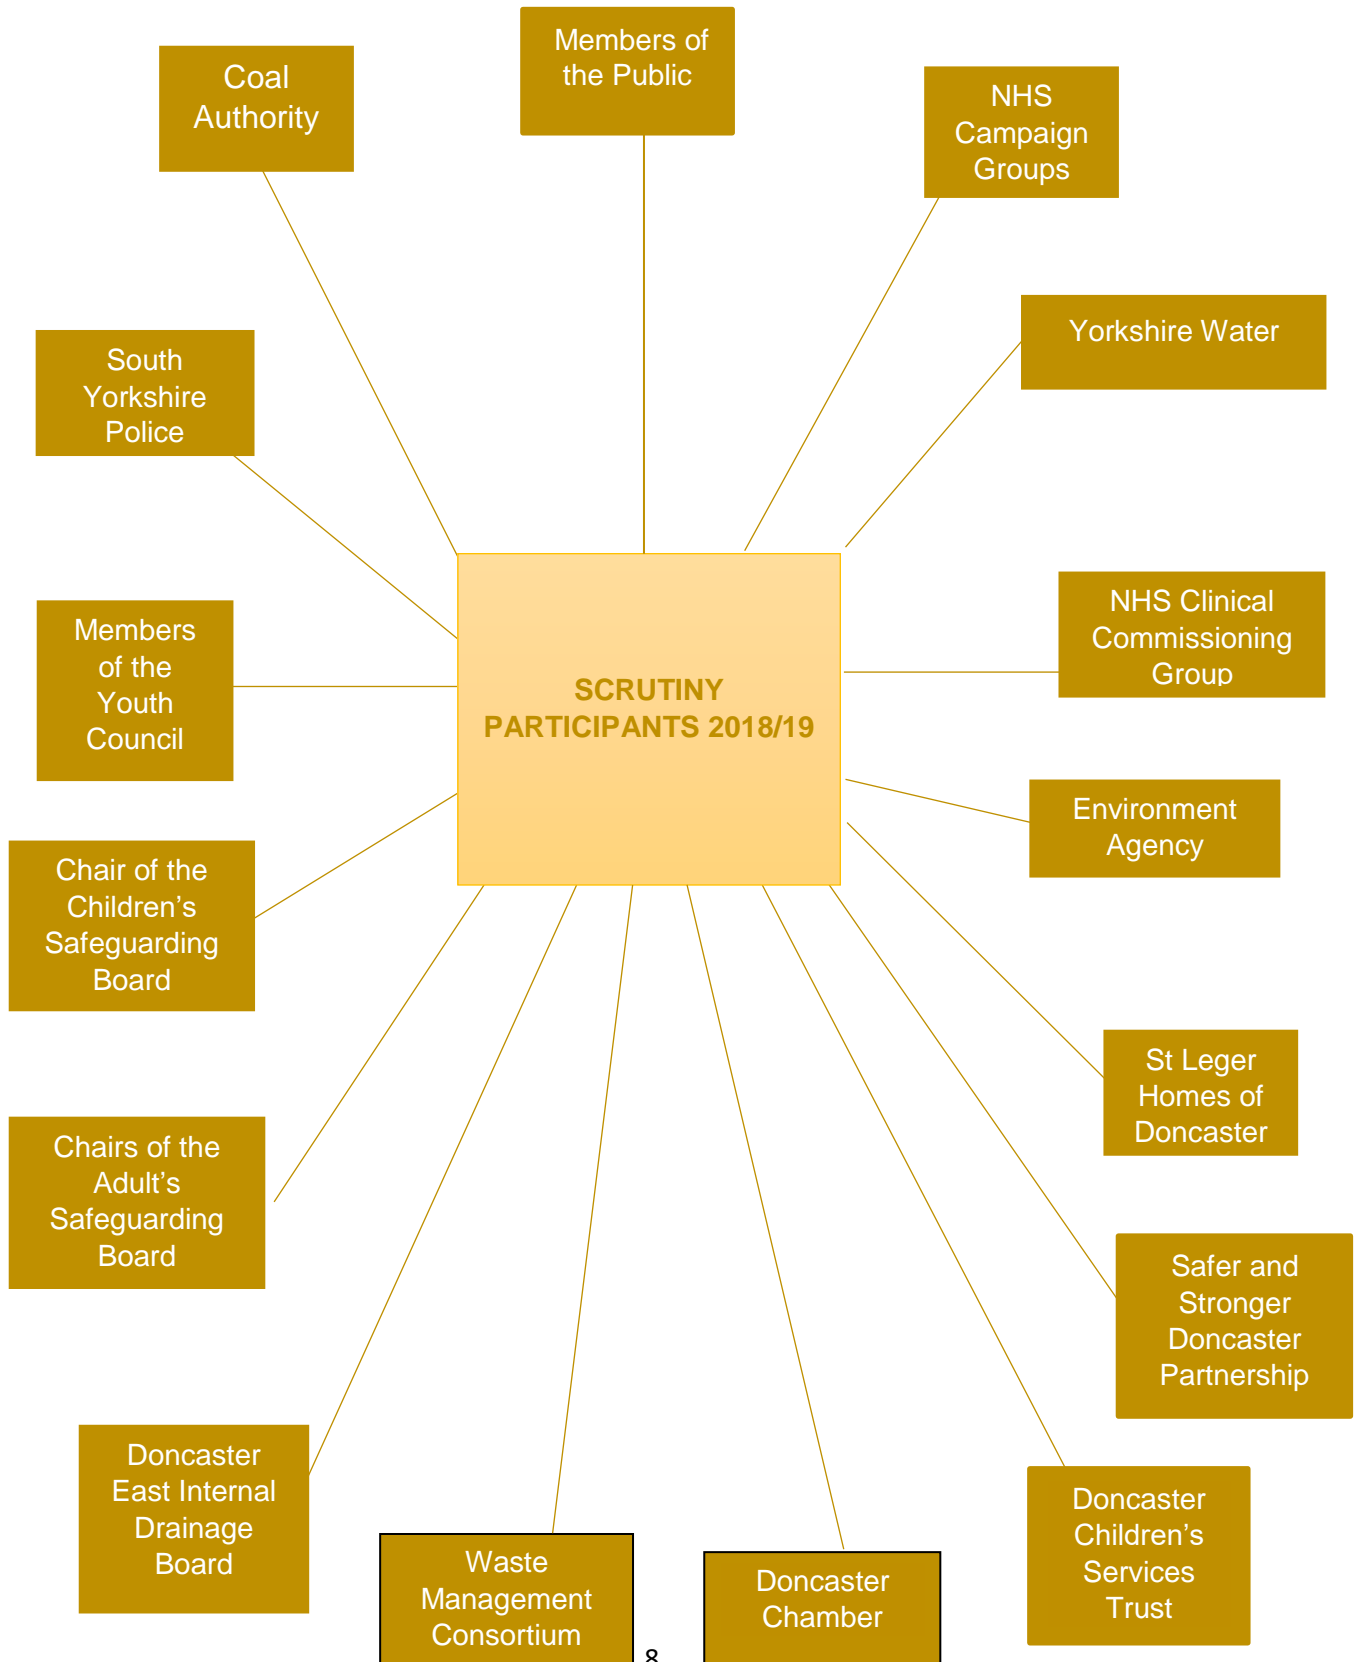 Members of
the Public
Coal
Authority
NHS
Campaign
Groups
Yorkshire Water
South
Yorkshire
Police
NHS Clinical
Commissioning
Group
Members
of the
Youth
Council
SCRUTINY
PARTICIPANTS 2018/19
Environment
Agency
Chair of the
Children’s
Safeguarding
Board
St Leger
Homes of
Doncaster
Chairs of the
Adult’s
Safeguarding
Board
Safer and
Stronger
Doncaster
Partnership
Doncaster
East Internal
Drainage
Board
Waste
Management
Consortium
Doncaster
Chamber
Doncaster
Children’s
Services
Trust
8